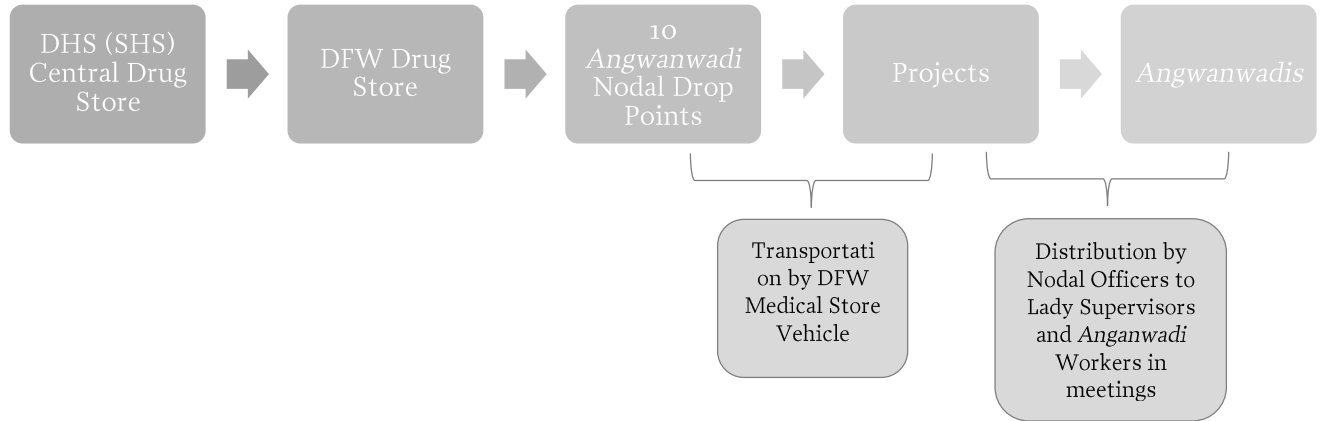 DHS (SHS)
Central Drug
Store
DFW Drug
Store
10
Angwanwadi
Nodal Drop
Points
Projects
Angwanwadis
Transportati
on by DFW
Medical Store
Vehicle
Distribution by
Nodal Officers to
Lady Supervisors
and Anganwadi
Workers in
meetings